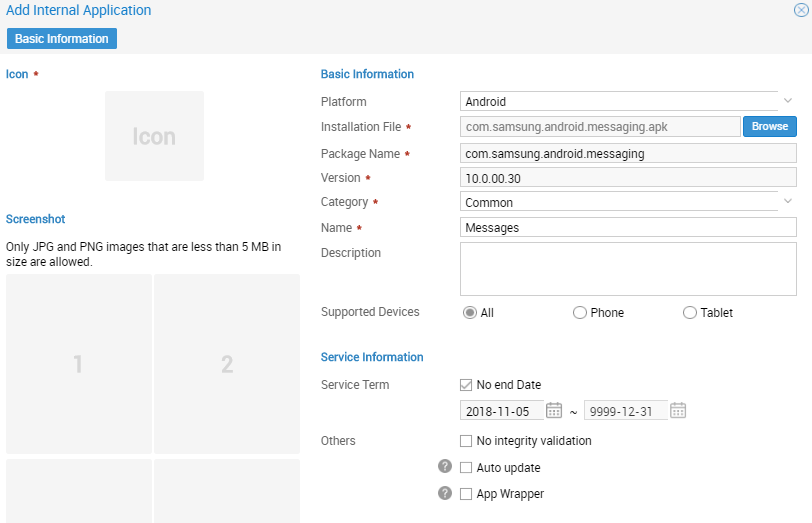 Add Internal Application
Basic Information
Icon *
Icon
Screenshot
Only JPG and PNG images that are less than 5 MB in
size are allowed.
1
2
Basic Information
Platform
Android
Installation File *
com.samsung.android.messaging.apk
Browse
Package Name *
com.samsung.android.messaging
Version *
10.0.00.30
Category *
Common
Name *
Messages
Description
Supported Devices
All
Phone
Tablet
Service Information
Service Term
No end Date
2018-11-05 ~ 9999-12-31
Others
No integrity validation
? Auto update
? App Wrapper